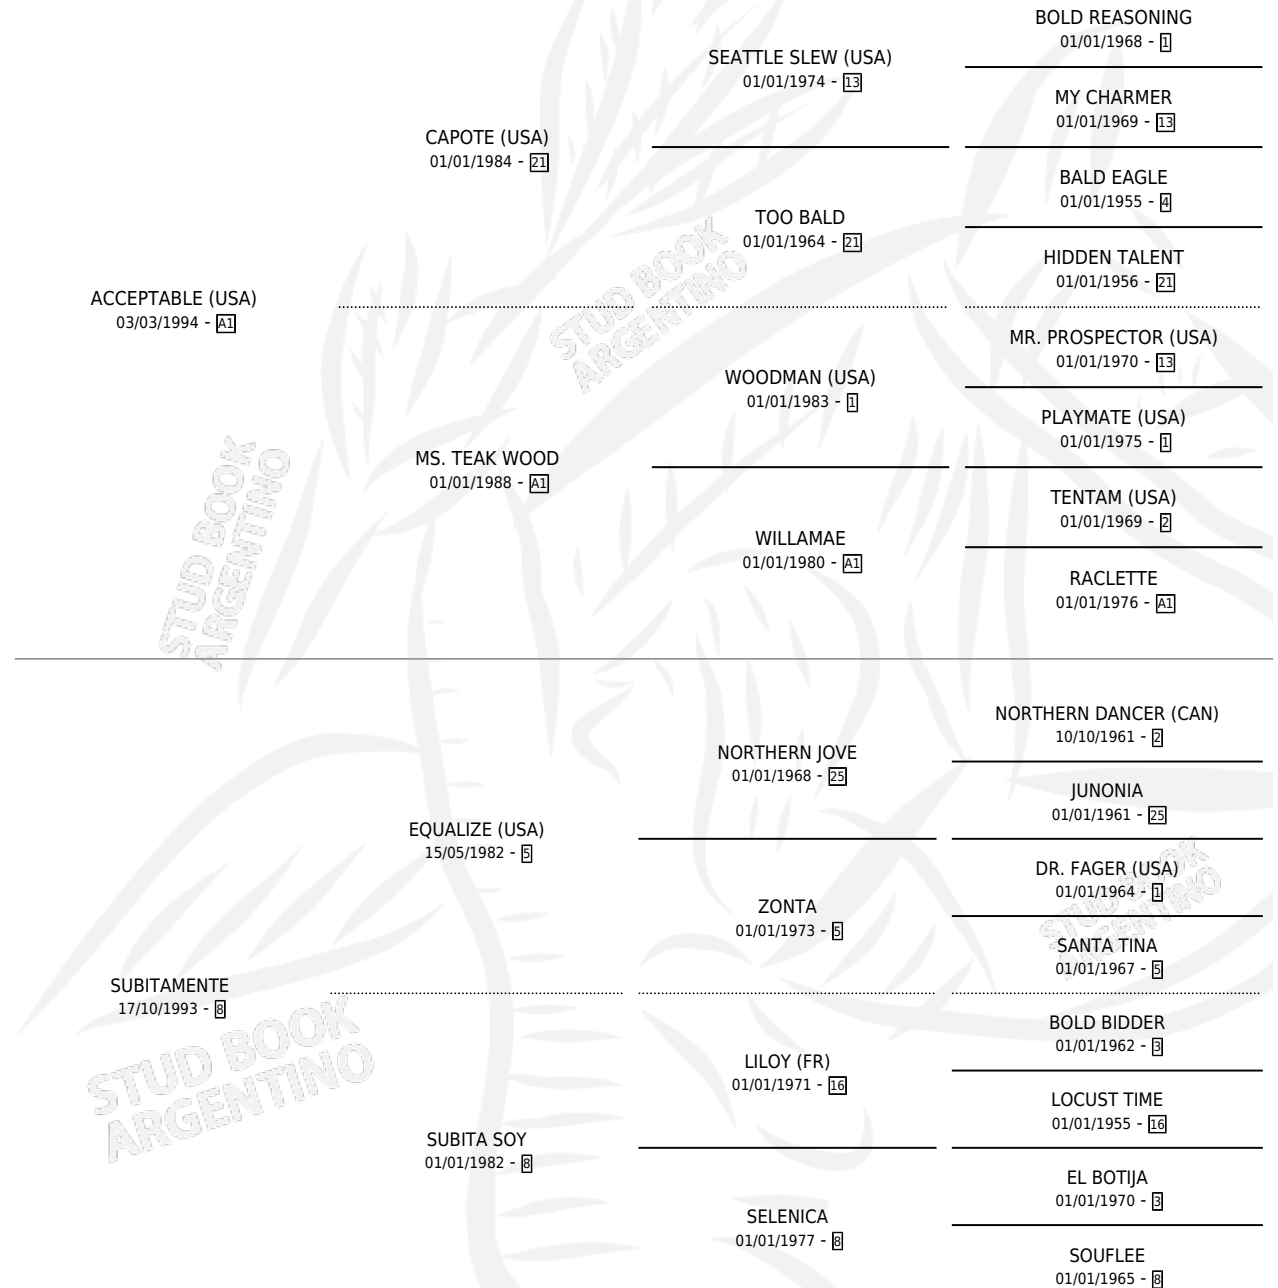 BOLD REASONING
01/01/1968 - 1
SEATTLE SLEW (USA)
01/01/1974 - 13
MY CHARMER
01/01/1969 - 13
CAPOTE (USA)
01/01/1984 - 21
BALD EAGLE
01/01/1955 - 4
TOO BALD
01/01/1964 - 21
HIDDEN TALENT
01/01/1956 - 21
ACCEPTABLE (USA)
03/03/1994 - A1
MR. PROSPECTOR (USA)
01/01/1970 - 13
WOODMAN (USA)
01/01/1983 - 1
PLAYMATE (USA)
01/01/1975 - 1
MS. TEAK WOOD
01/01/1988 - A1
TENTAM (USA)
01/01/1969 - 2
WILLAMAE
01/01/1980 - A1
RACLETTE
01/01/1976 - A1
NORTHERN DANCER (CAN)
10/10/1961 - 2
NORTHERN JOVE
01/01/1968 - 25
JUNONIA
01/01/1961 - 25
EQUALIZE (USA)
15/05/1982 - 5
DR. FAGER (USA)
01/01/1964 - 1
ZONTA
01/01/1973 - 5
SANTA TINA
01/01/1967 - 5
SUBITAMENTE
17/10/1993 - 8
BOLD BIDDER
01/01/1962 - 3
LILOY (FR)
01/01/1971 - 16
LOCUST TIME
01/01/1955 - 16
SUBITA SOY
01/01/1982 - 8
EL BOTIJA
01/01/1970 - 3
SELENICA
01/01/1977 - 8
SOUFLEE
01/01/1965 - 8
STUD BOOK
ARGENTINO
STUD BOOK
ARGENTINO
STUD BOOK
ARGENTINO
STUD BOOK
ARGENTINO